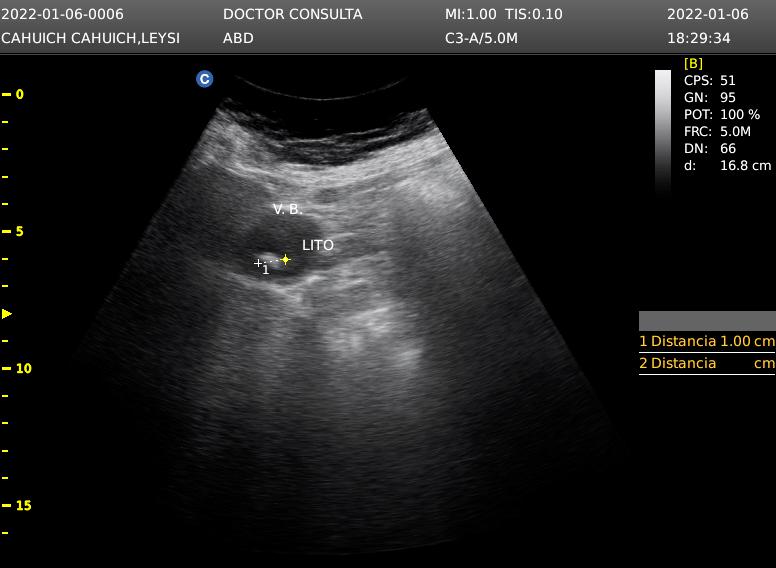 2022-01-06-0006 DOCTOR CONSULTA MI:1.00 TIS:0.10 2022-01-06
CAHUICH CAHUICH,LEYSI ABD C3-A/5.0M 18:29:34
C
[B]
CPS: 51
GN: 95
POT: 100 %
FRC: 5.0M
DN: 66
d: 16.8 cm
0
5
10
15
V. B.
LITO
1
1 Distancia 1.00 cm
2 Distancia cm